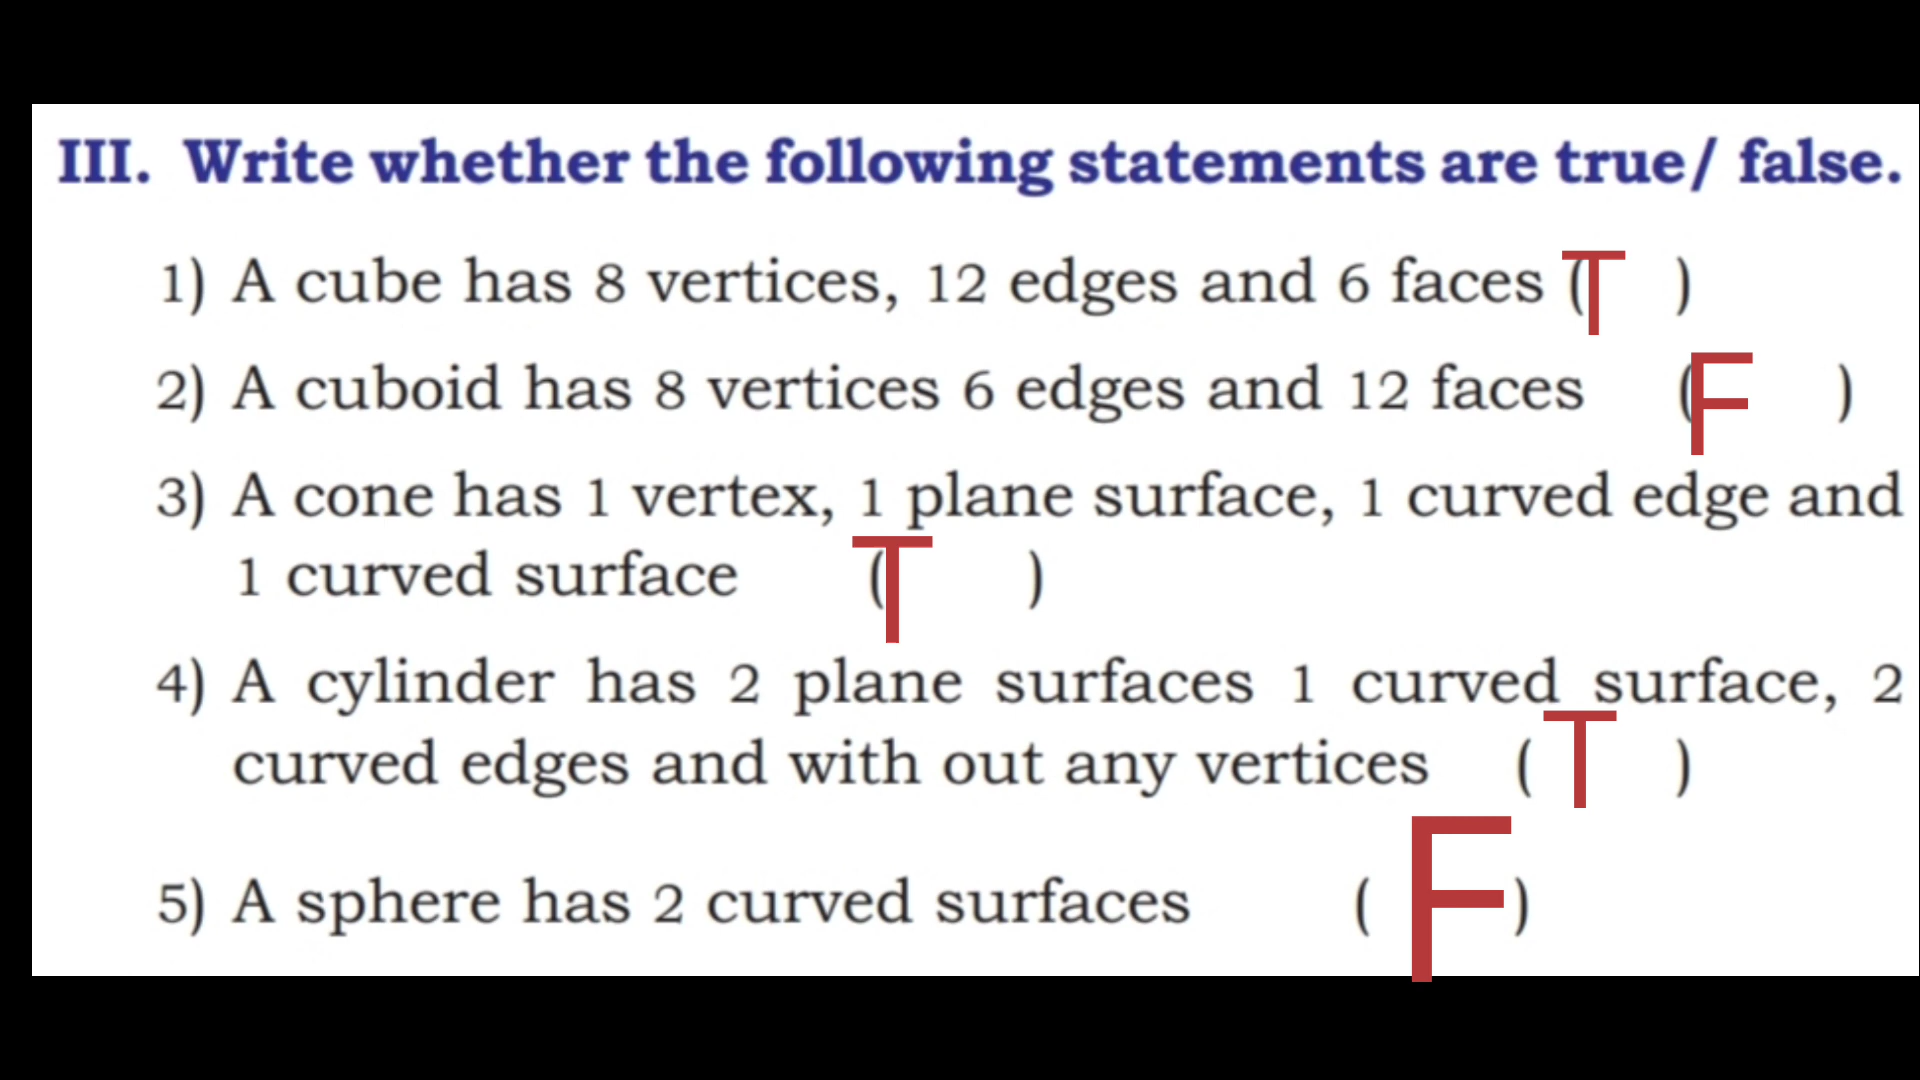 III. Write whether the following statements are true/ false.
1) A cube has 8 vertices, 12 edges and 6 faces (T )
2) A cuboid has 8 vertices 6 edges and 12 faces (F )
3) A cone has 1 vertex, 1 plane surface, 1 curved edge and
1 curved surface (T )
4) A cylinder has 2 plane surfaces 1 curved surface, 2
curved edges and with out any vertices ( T )
5) A sphere has 2 curved surfaces ( F )